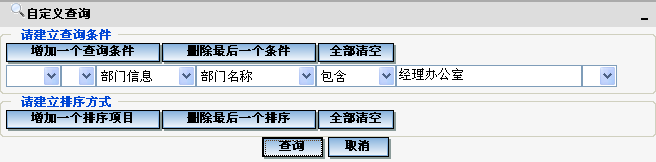 自定义查询
请建立查询条件
增加一个查询条件 删除最后一个条件 全部清空
部门信息 部门名称 包含 经理办公室
请建立排序方式
增加一个排序项目 删除最后一个排序 全部清空
查询 取消